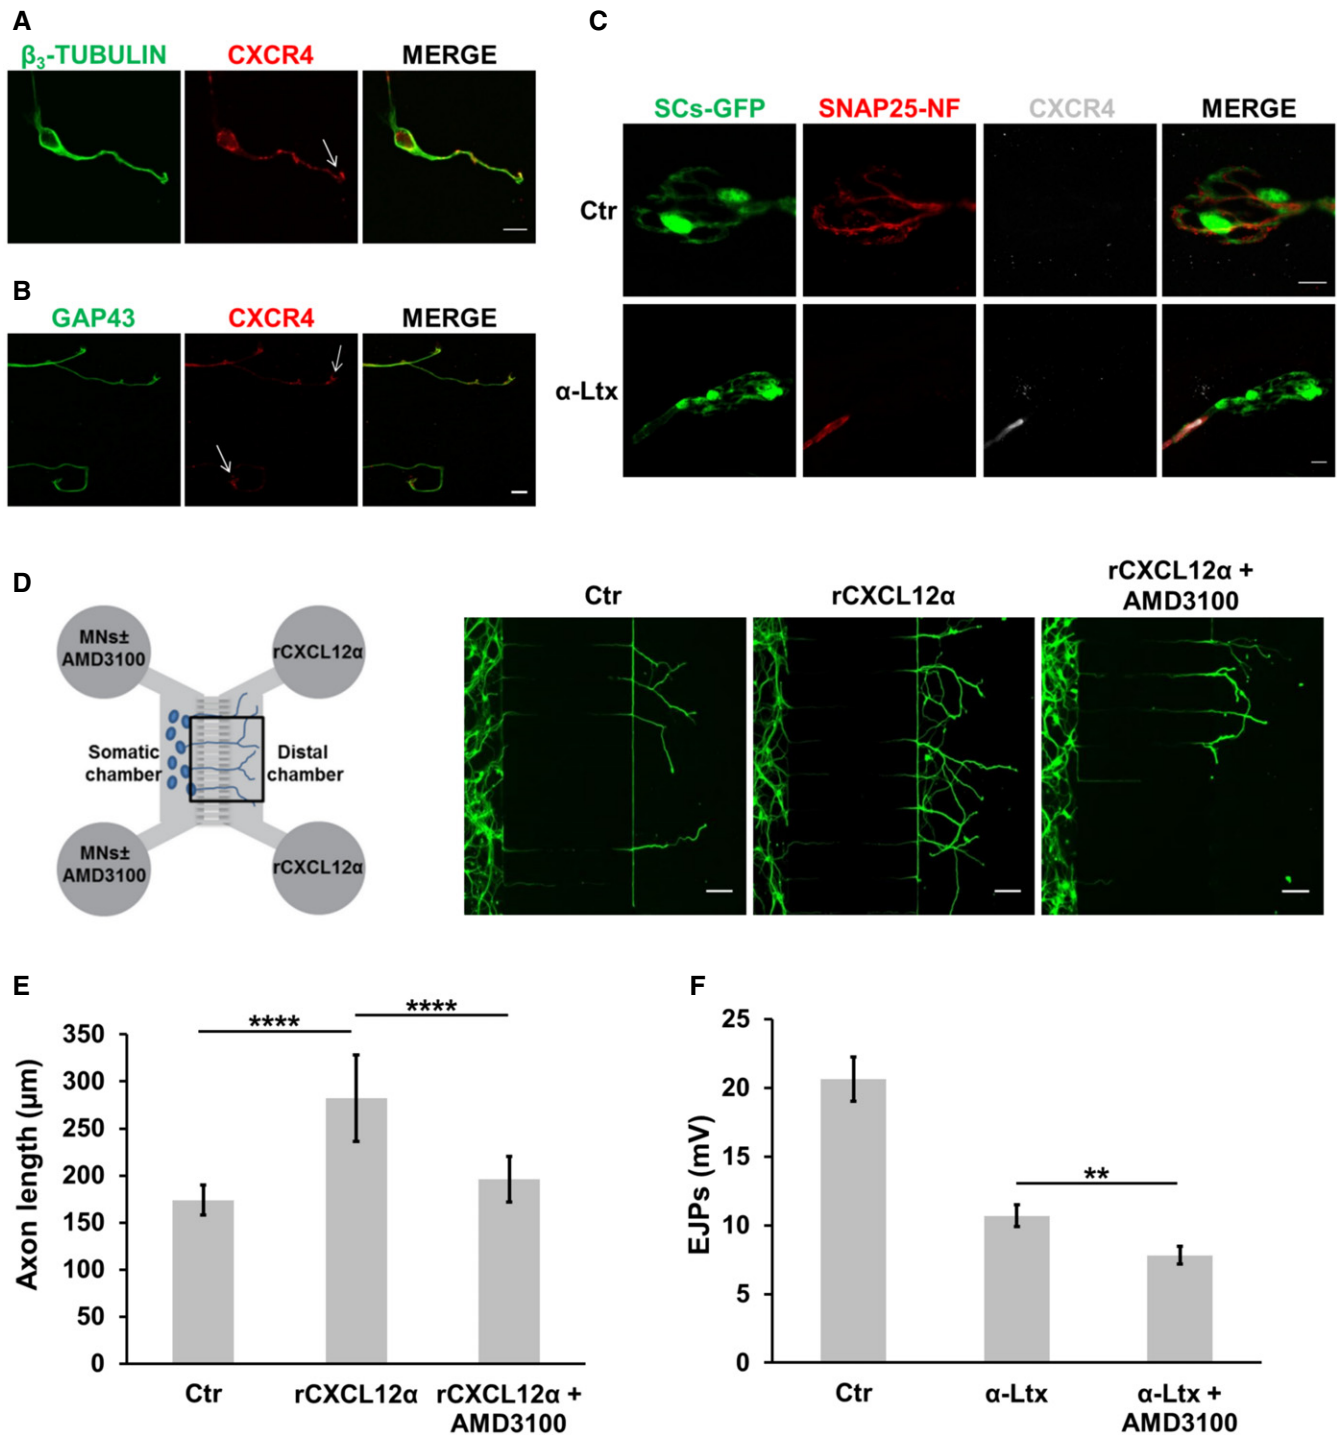 A
β₃-TUBULIN CXCR4 MERGE
B
GAP43 CXCR4 MERGE
C
SCs-GFP SNAP25-NF CXCR4 MERGE
Ctr
α-Ltx
D
MNs±
AMD3100
rCXCL12α
Somatic
chamber
Distal
chamber
MNs±
AMD3100
rCXCL12α
Ctr
rCXCL12α
rCXCL12α +
AMD3100
E
Axon length (µm)
350
300
250
200
150
100
50
0
****
****
Ctr
rCXCL12α
rCXCL12α +
AMD3100
F
EJPs (mV)
25
20
15
10
5
0
**
Ctr
α-Ltx
α-Ltx +
AMD3100